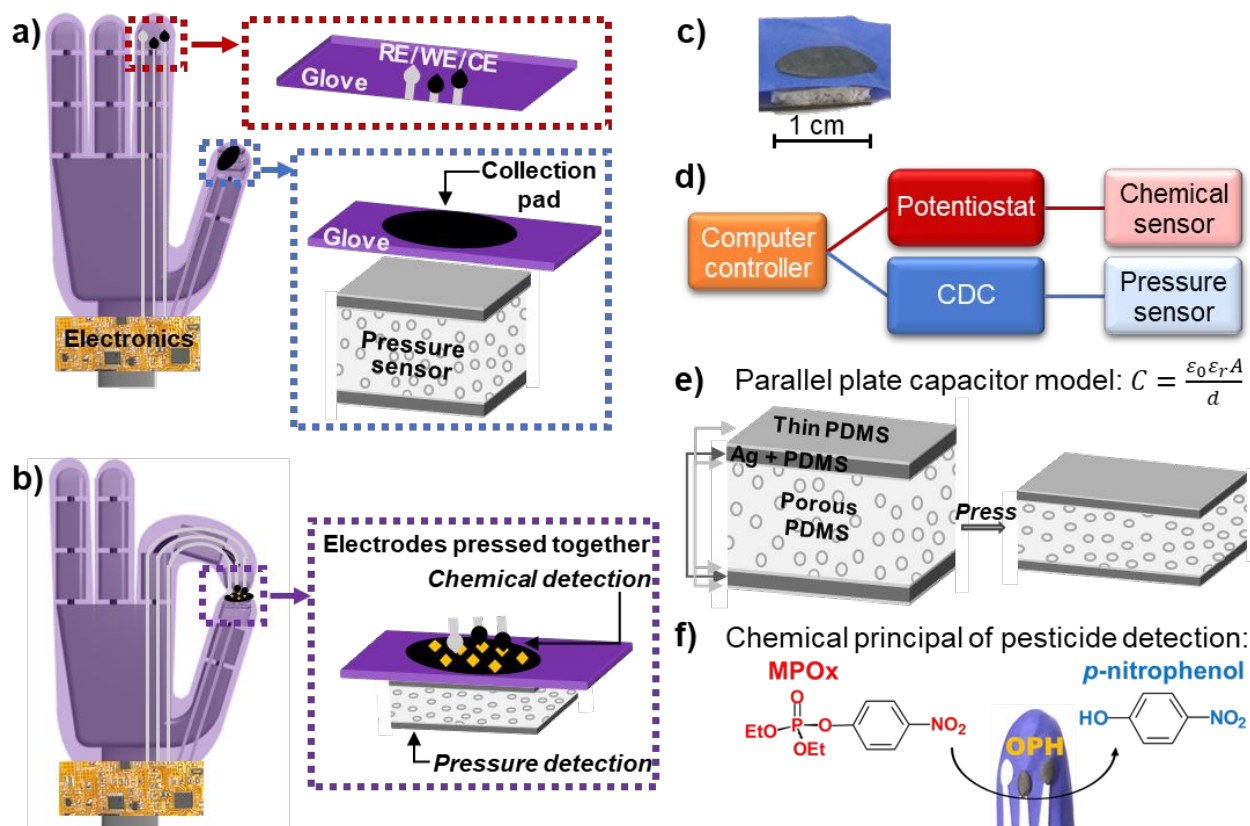 a)
RE/WE/CE
Glove
Collection
pad
Glove
Pressure
sensor
Electronics
b)
Electrodes pressed together
Chemical detection
Pressure detection
c)
1 cm
d)
Computer
controller
Potentiostat
Chemical
sensor
CDC
Pressure
sensor
e) Parallel plate capacitor model: C = ε₀εᵣA/d
Thin PDMS
Ag + PDMS
Porous
PDMS
Press
f) Chemical principal of pesticide detection:
MPOx
O
EtO-P-O
OEt
NO₂
OPH
p-nitrophenol
HO
NO₂